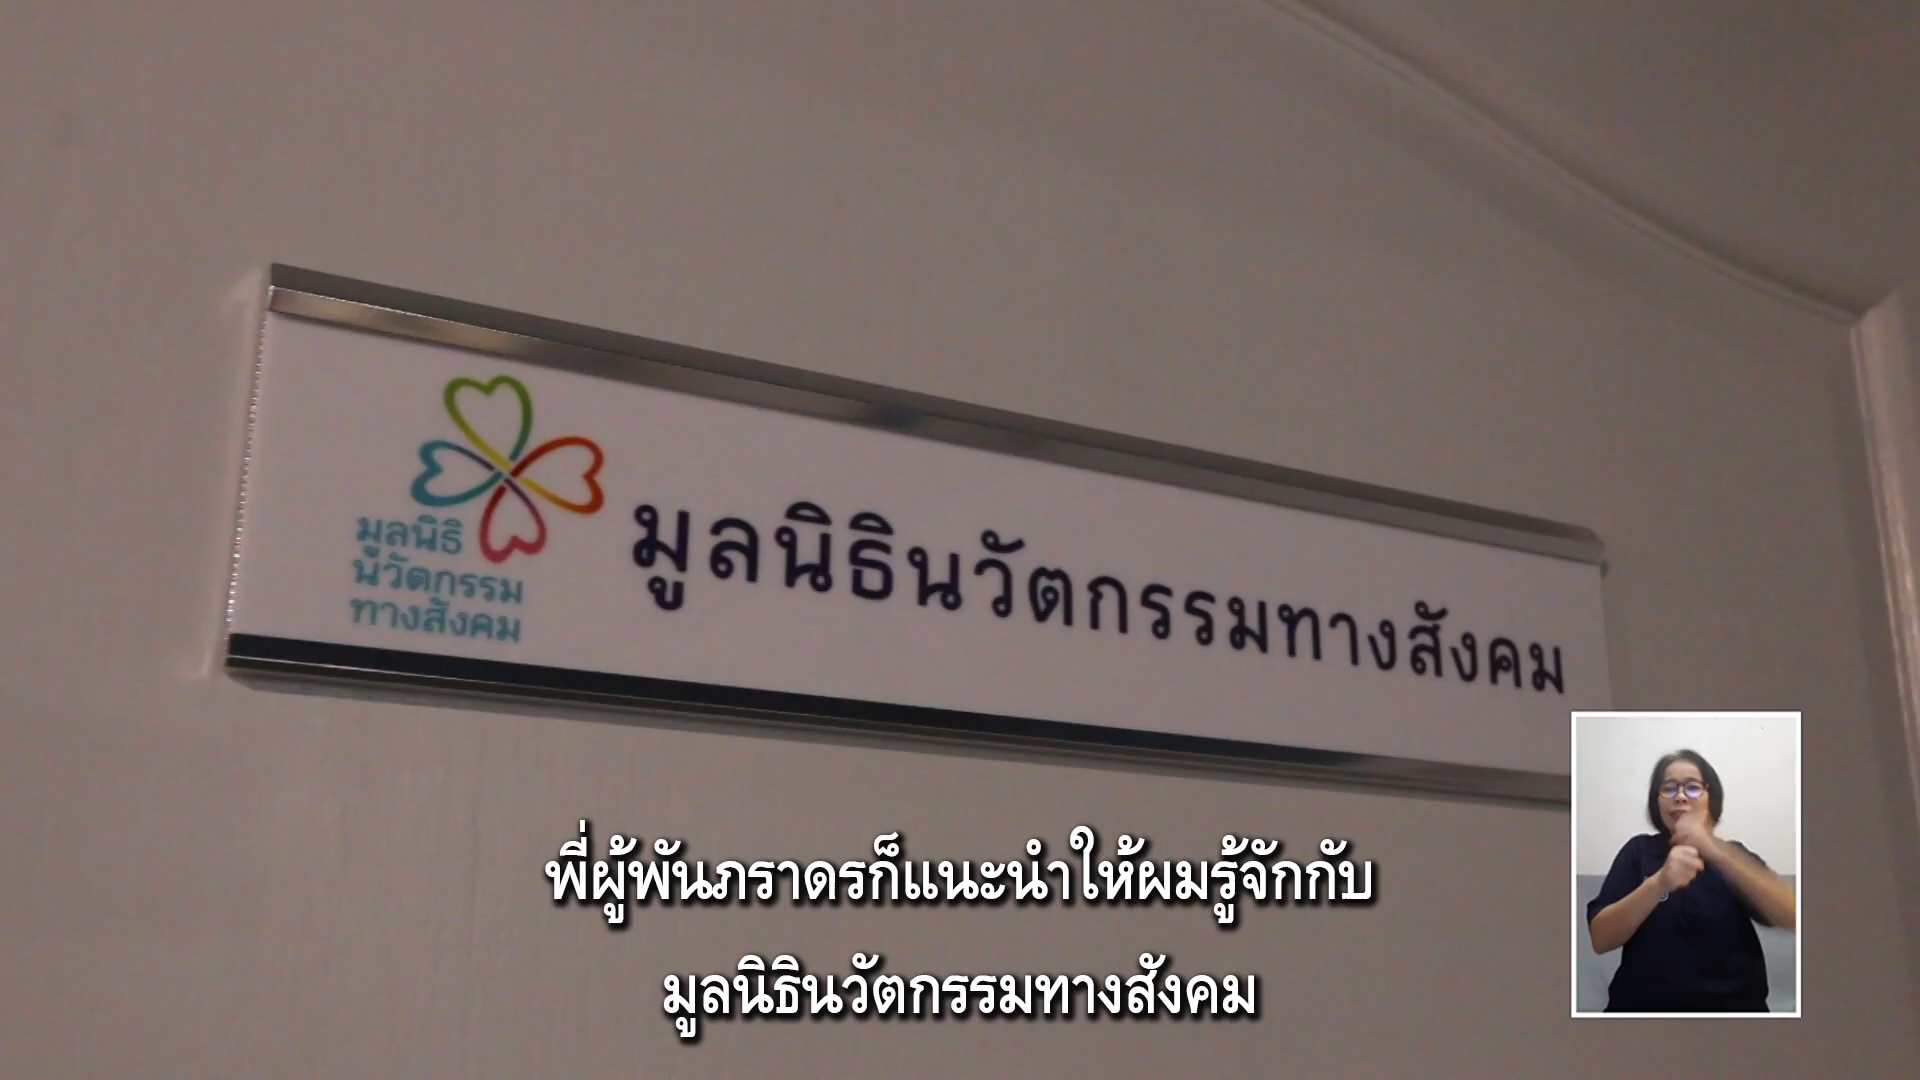 มูลนิธิ
นวัตกรรม
ทางสังคม
มูลนิธินวัตกรรมทางสังคม
พี่ผู้พันภราดรก็แนะนำให้ผมรู้จักกับ
มูลนิธินวัตกรรมทางสังคม